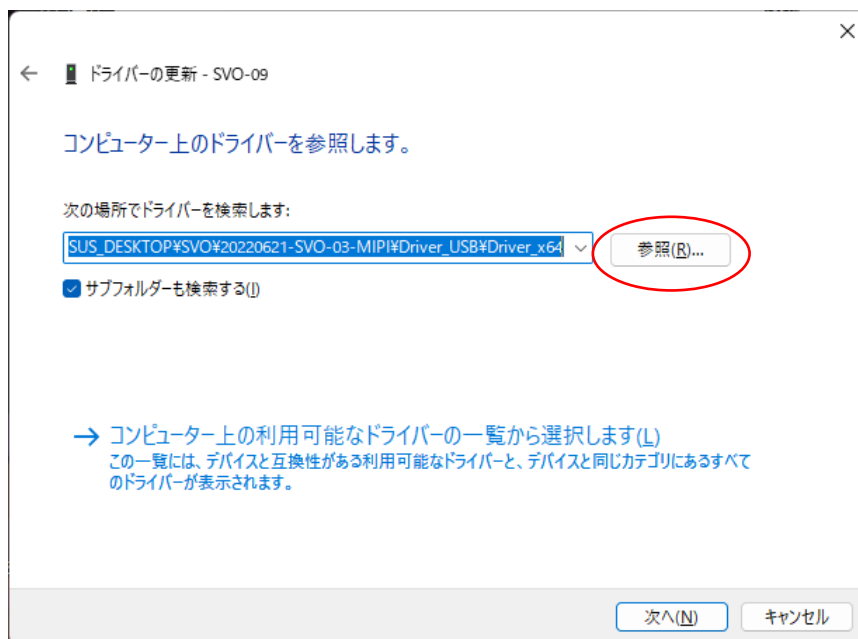 ドライバーの更新 - SVO-09
コンピューター上のドライバーを参照します。
次の場所でドライバーを検索します:
SUS_DESKTOP¥SVO¥20220621-SVO-03-MIPI¥Driver_USB¥Driver_x64
参照(R)...
サブフォルダーも検索する(I)
コンピューター上の利用可能なドライバーの一覧から選択します(L)
この一覧には、デバイスと互換性がある利用可能なドライバーと、デバイスと同じカテゴリにあるすべて
のドライバーが表示されます。
次へ(N)
キャンセル